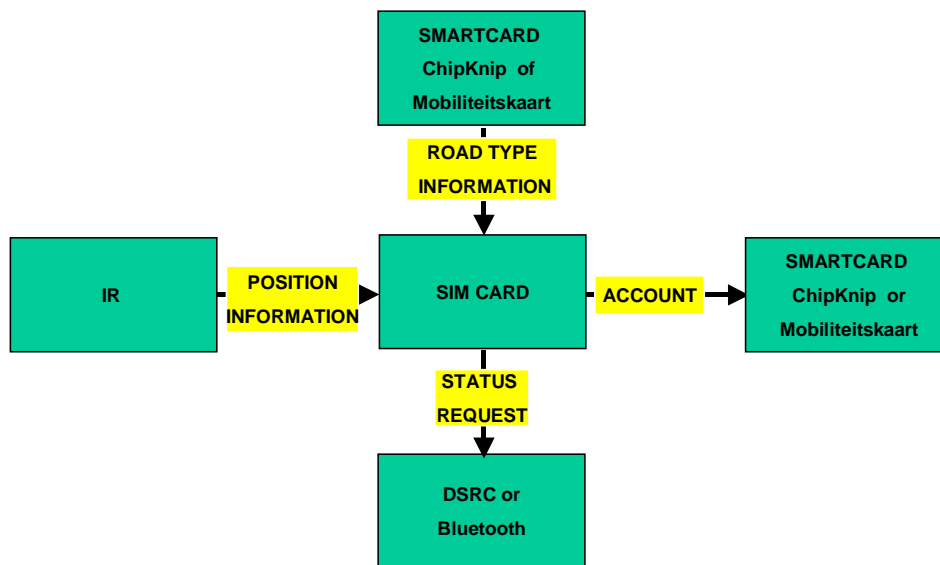 SMARTCARD
ChipKnip of
Mobiliteitskaart
ROAD TYPE
INFORMATION
IR
POSITION
INFORMATION
SIM CARD
ACCOUNT
SMARTCARD
ChipKnip or
Mobiliteitskaart
STATUS
REQUEST
DSRC or
Bluetooth